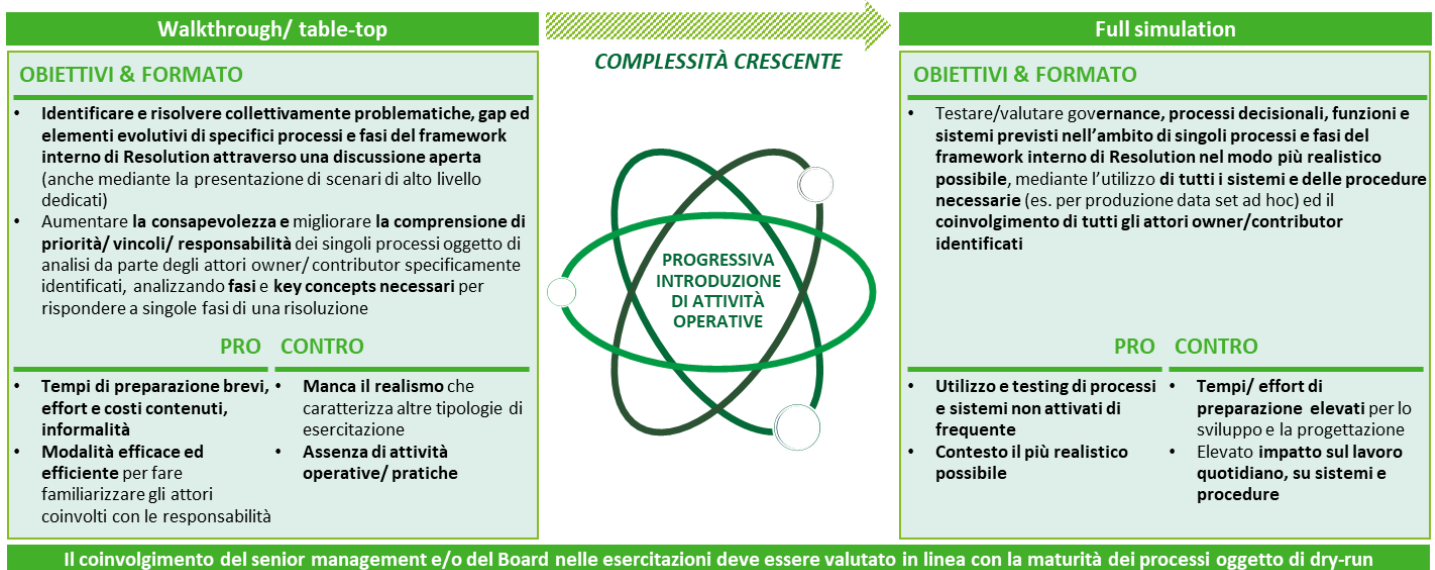 Walkthrough/ table-top
OBIETTIVI & FORMATO
• Identificare e risolvere collettivamente problematiche, gap ed
elementi evolutivi di specifici processi e fasi del framework
interno di Resolution attraverso una discussione aperta
(anche mediante la presentazione di scenari di alto livello
dedicati)
• Aumentare la consapevolezza e migliorare la comprensione di
priorità/ vincoli/ responsabilità dei singoli processi oggetto di
analisi da parte degli attori owner/ contributor specificamente
identificati, analizzando fasi e key concepts necessari per
rispondere a singole fasi di una risoluzione
PRO
• Tempi di preparazione brevi,
effort e costi contenuti,
informalità
• Modalità efficace ed
efficiente per fare
familiarizzare gli attori
coinvolti con le responsabilità
CONTRO
• Manca il realismo che
caratterizza altre tipologie di
esercitazione
• Assenza di attività
operative/ pratiche
COMPLESSITÀ CRESCENTE
PROGRESSIVA
INTRODUZIONE
DI ATTIVITÀ
OPERATIVE
Full simulation
OBIETTIVI & FORMATO
• Testare/valutare governance, processi decisionali, funzioni e
sistemi previsti nell'ambito di singoli processi e fasi del
framework interno di Resolution nel modo più realistico
possibile, mediante l'utilizzo di tutti i sistemi e delle procedure
necessarie (es. per produzione data set ad hoc) ed il
coinvolgimento di tutti gli attori owner/contributor
identificati
PRO
• Utilizzo e testing di processi
e sistemi non attivati di
frequente
• Contesto il più realistico
possibile
CONTRO
• Tempi/ effort di
preparazione elevati per lo
sviluppo e la progettazione
• Elevato impatto sul lavoro
quotidiano, su sistemi e
procedure
Il coinvolgimento del senior management e/o del Board nelle esercitazioni deve essere valutato in linea con la maturità dei processi oggetto di dry-run